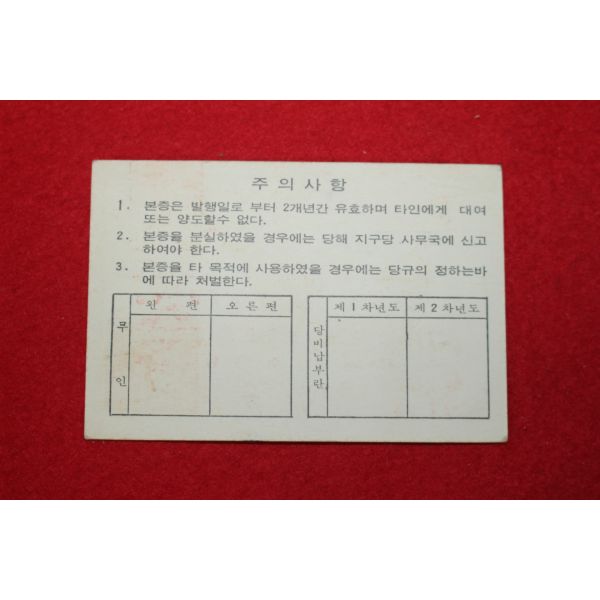 주 의 사 항
1. 본증은 발행일로 부터 2개년간 유효하며 타인에게 대여
또는 양도할수 없다.
2. 본증을 분실하였을 경우에는 당해 지구당 사무국에 신고
하여야 한다.
3. 본증을 타 목적에 사용하였을 경우에는 당규의 정하는바
에 따라 처벌한다.
무인
왼 편 오 른 편
당비납부란
제 1 차년도 제 2 차년도